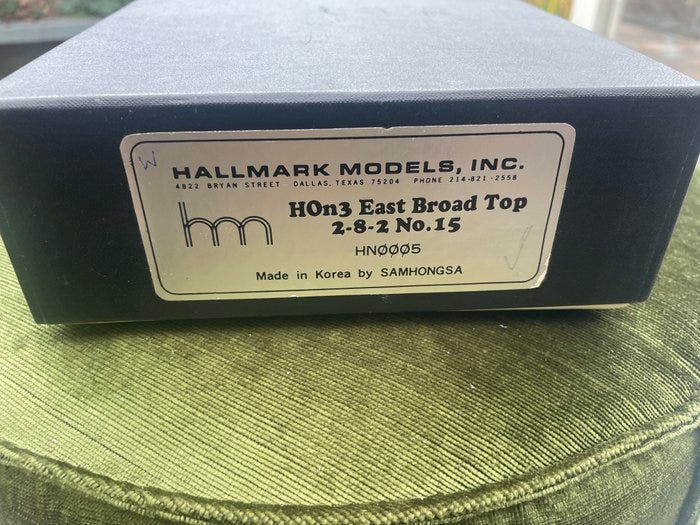 W
HALLMARK MODELS, INC.
4822 BRYAN STREET DALLAS, TEXAS 75204 PHONE 214-821-2558
hm
HOn3 East Broad Top
2-8-2 No.15
HNØØØ5
Made in Korea by SAMHONGSA